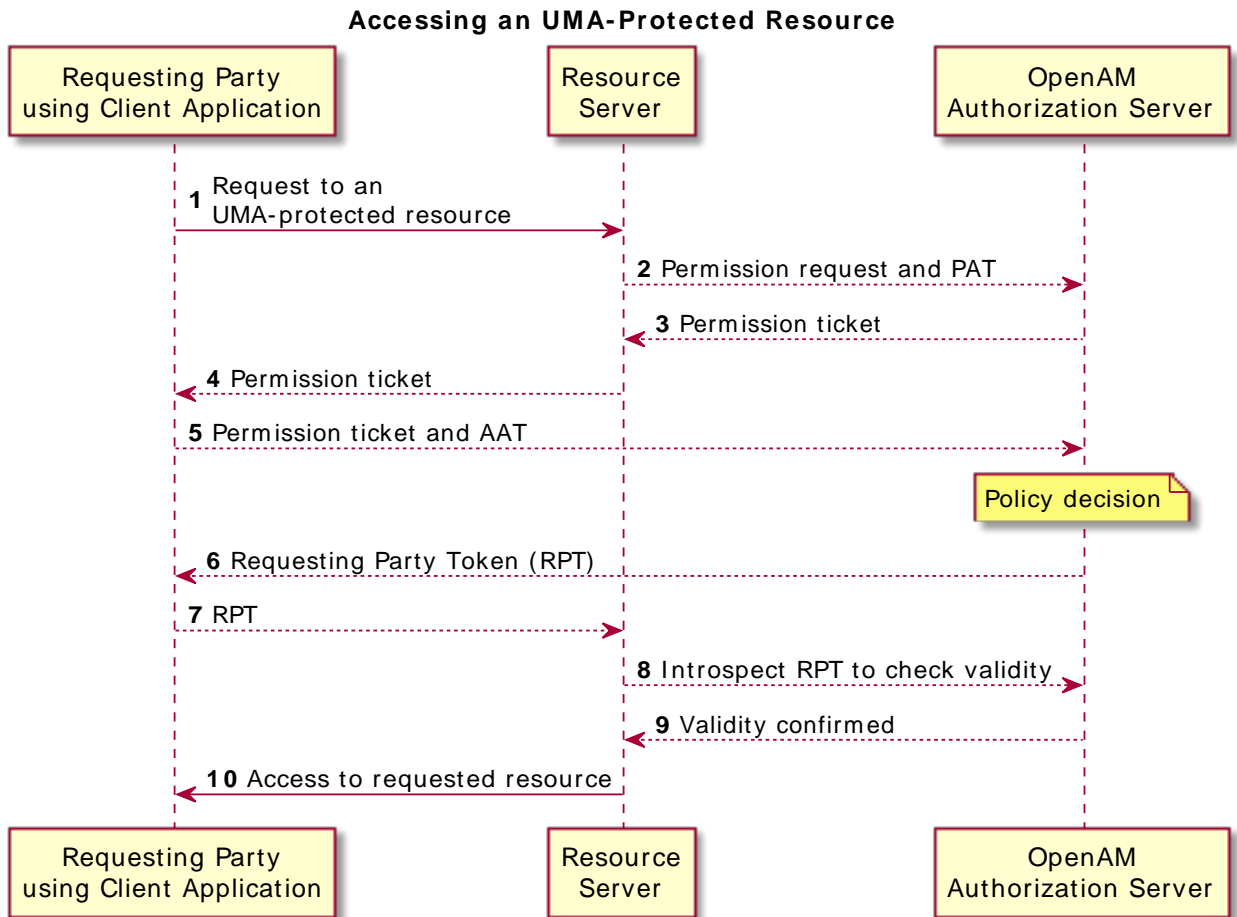 Accessing an UMA-Protected Resource
Requesting Party
using Client Application
Resource
Server
OpenAM
Authorization Server
1 Request to an
UMA-protected resource
2 Permission request and PAT
3 Permission ticket
4 Permission ticket
5 Permission ticket and AAT
Policy decision
6 Requesting Party Token (RPT)
7 RPT
8 Introspect RPT to check validity
9 Validity confirmed
10 Access to requested resource
Requesting Party
using Client Application
Resource
Server
OpenAM
Authorization Server